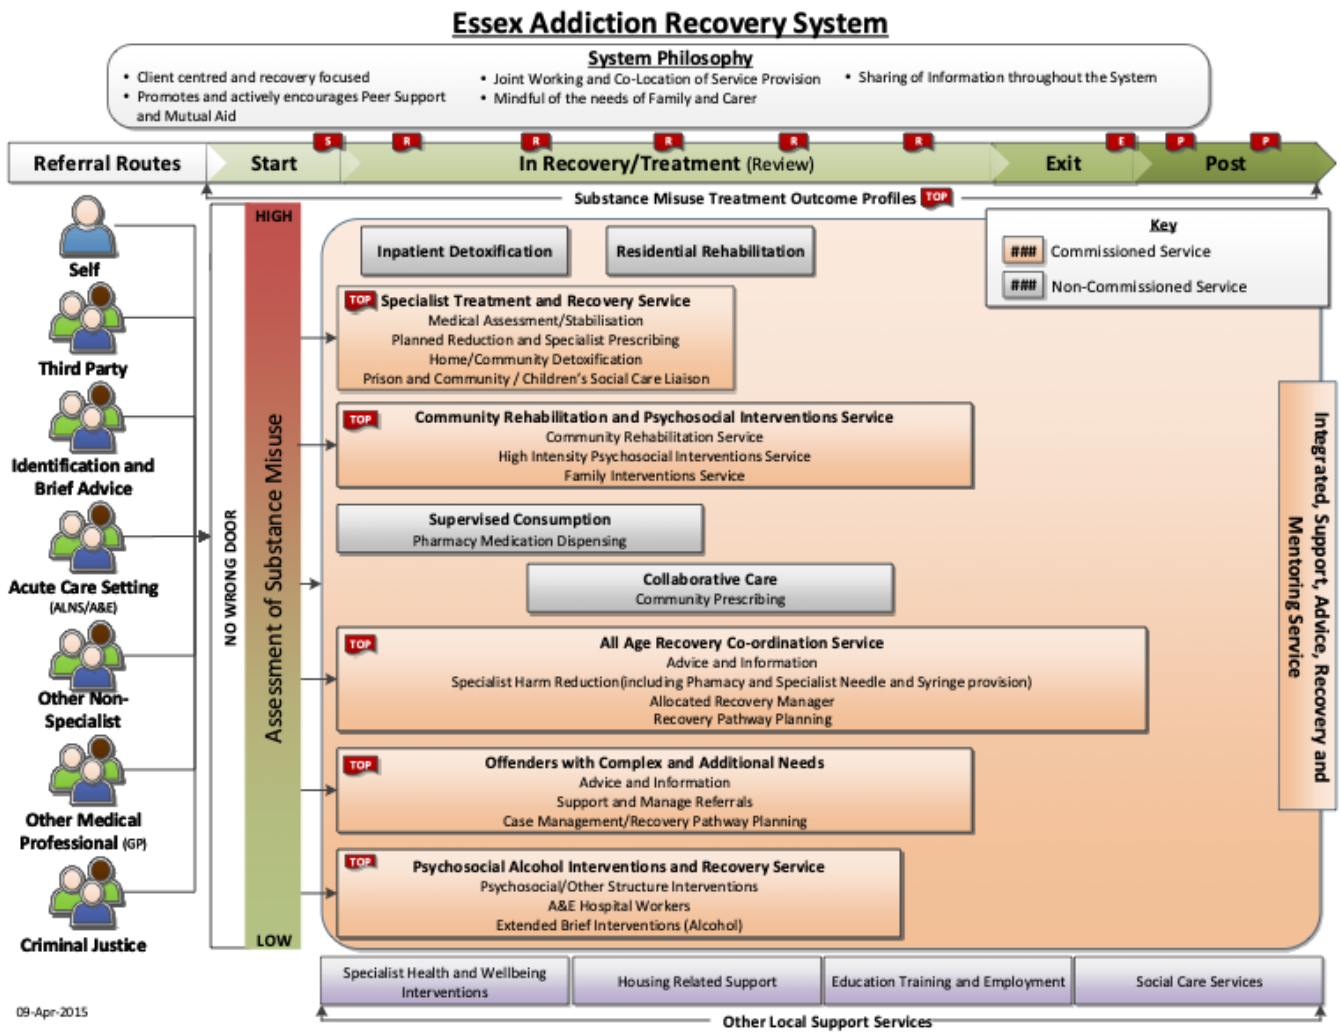 Essex Addiction Recovery System
System Philosophy
• Client centred and recovery focused
• Promotes and actively encourages Peer Support
and Mutual Aid
• Joint Working and Co-Location of Service Provision
• Mindful of the needs of Family and Carer
• Sharing of Information throughout the System
S R R R R R E P P
Referral Routes
Start
In Recovery/Treatment (Review)
Exit
Post
Substance Misuse Treatment Outcome Profiles TOP
Self
Third Party
Identification and
Brief Advice
Acute Care Setting
(ALNS/A&E)
Other Non-
Specialist
Other Medical
Professional (GP)
Criminal Justice
NO WRONG DOOR
HIGH
Assessment of Substance Misuse
LOW
Key
### Commissioned Service
### Non-Commissioned Service
Inpatient Detoxification
Residential Rehabilitation
TOP Specialist Treatment and Recovery Service
Medical Assessment/Stabilisation
Planned Reduction and Specialist Prescribing
Home/Community Detoxification
Prison and Community / Children's Social Care Liaison
TOP Community Rehabilitation and Psychosocial Interventions Service
Community Rehabilitation Service
High Intensity Psychosocial Interventions Service
Family Interventions Service
Supervised Consumption
Pharmacy Medication Dispensing
Collaborative Care
Community Prescribing
TOP All Age Recovery Co-ordination Service
Advice and Information
Specialist Harm Reduction(including Phamacy and Specialist Needle and Syringe provision)
Allocated Recovery Manager
Recovery Pathway Planning
TOP Offenders with Complex and Additional Needs
Advice and Information
Support and Manage Referrals
Case Management/Recovery Pathway Planning
TOP Psychosocial Alcohol Interventions and Recovery Service
Psychosocial/Other Structure Interventions
A&E Hospital Workers
Extended Brief Interventions (Alcohol)
Integrated, Support, Advice, Recovery and
Mentoring Service
Specialist Health and Wellbeing
Interventions
Housing Related Support
Education Training and Employment
Social Care Services
Other Local Support Services
09-Apr-2015